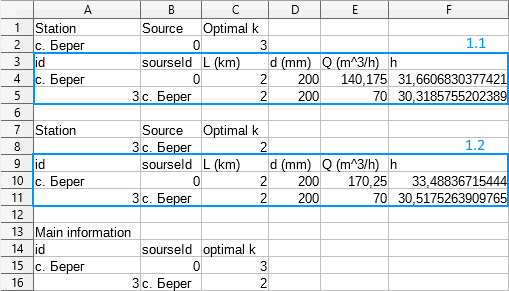 A B C D E F
1 Station Source Optimal k
2 с. Берег 0 3 1.1
3 id sourseId L (km) d (mm) Q (m^3/h) h
4 с. Берег 0 2 200 140,175 31,6606830377421
5 3 с. Берег 2 200 70 30,3185755202389
6
7 Station Source Optimal k
8 3 с. Берег 2 1.2
9 id sourseId L (km) d (mm) Q (m^3/h) h
10 с. Берег 0 2 200 170,25 33,48836715444
11 3 с. Берег 2 200 70 30,5175263909765
12
13 Main information
14 id sourseId optimal k
15 с. Берег 0 3
16 3 с. Берег 2